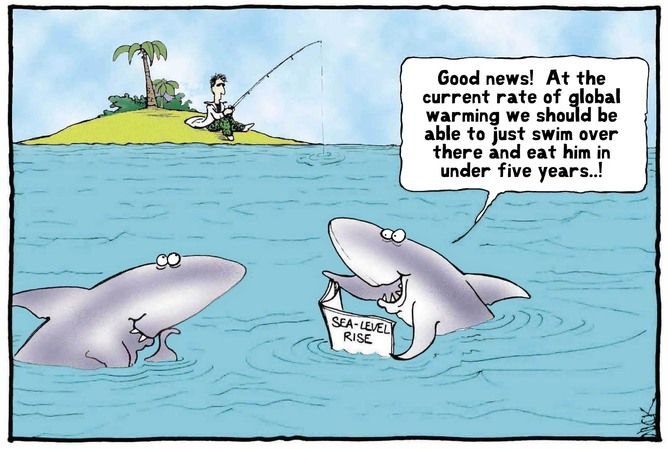 Good news! At the
current rate of global
warming we should be
able to just swim over
there and eat him in
under five years..!
SEA-LEVEL
RISE